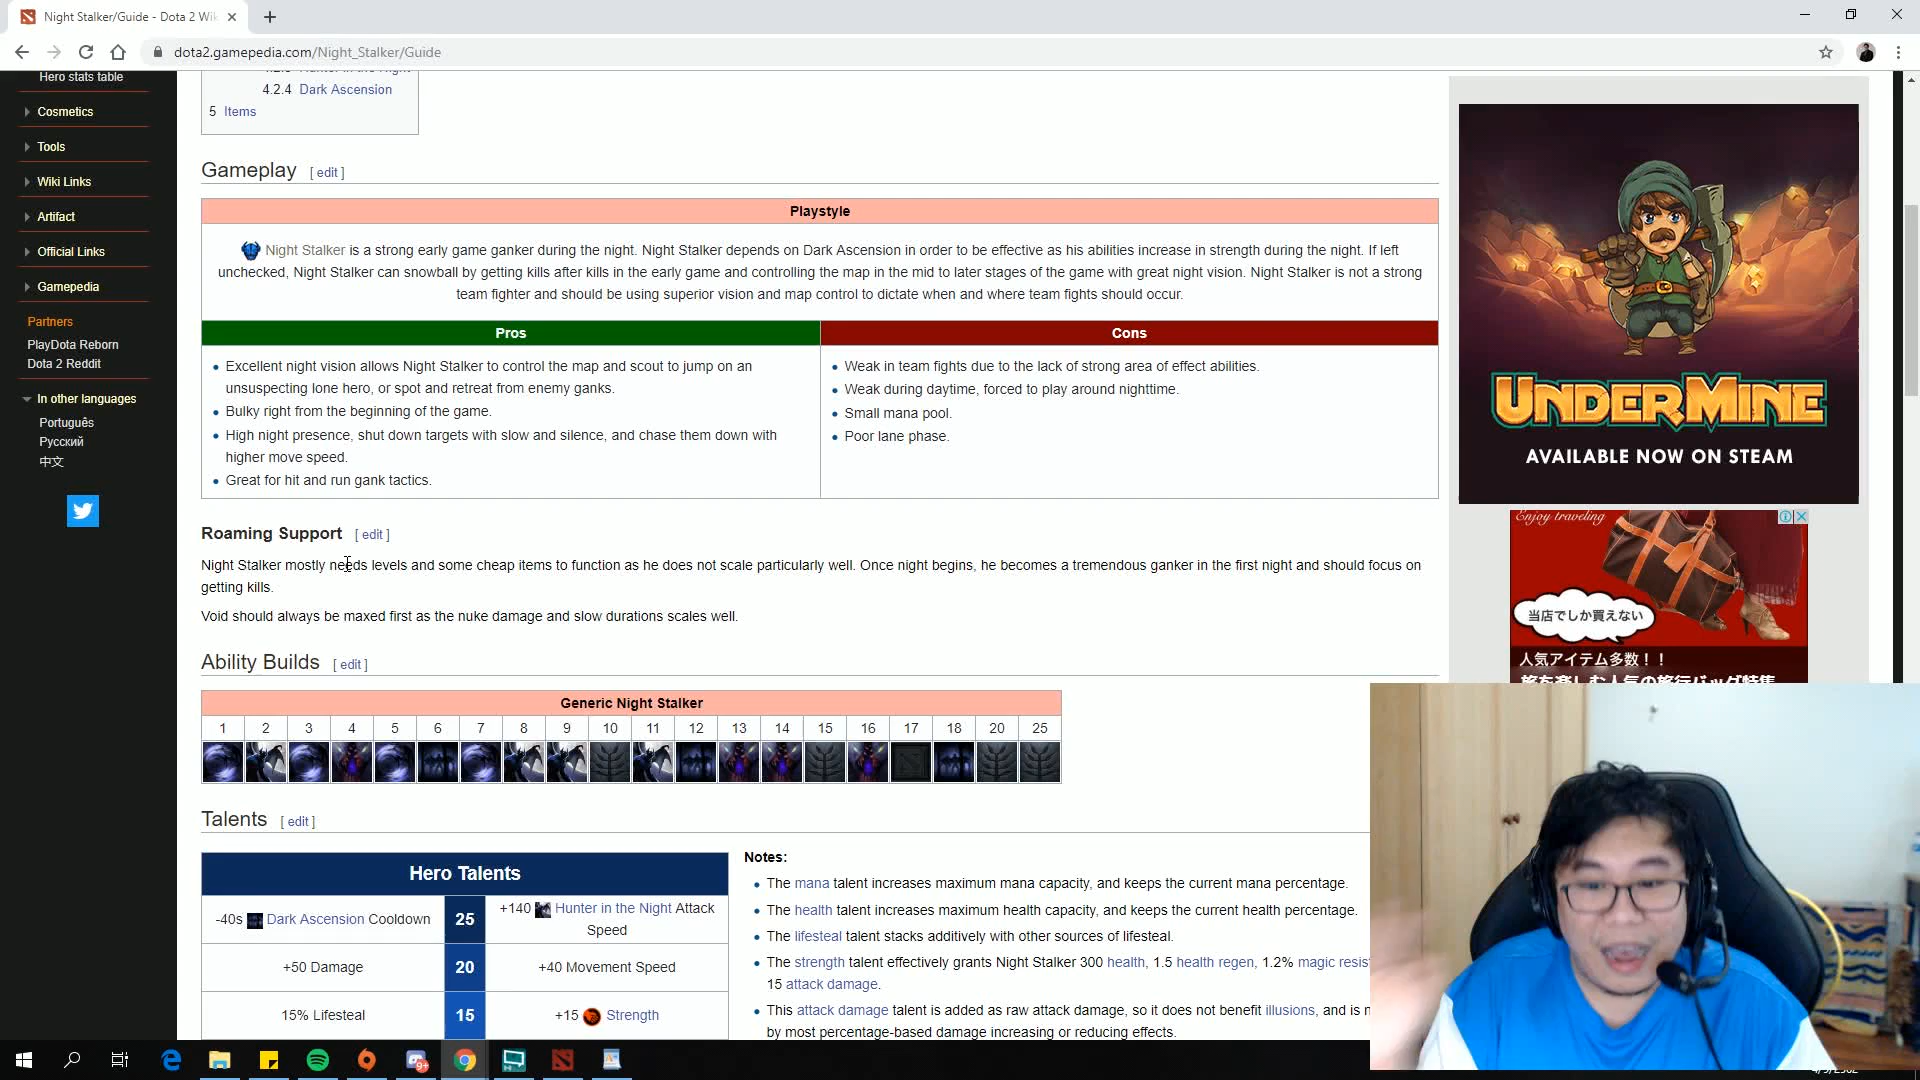 Night Stalker/Guide - Dota 2 Wik
dota2.gamepedia.com/Night_Stalker/Guide
Hero stats table
Cosmetics
Tools
Wiki Links
Artifact
Official Links
Gamepedia
Partners
PlayDota Reborn
Dota 2 Reddit
In other languages
Português
Русский
中文
4.2.4 Dark Ascension
5 Items
Gameplay [ edit ]
Playstyle
Night Stalker is a strong early game ganker during the night. Night Stalker depends on Dark Ascension in order to be effective as his abilities increase in strength during the night. If left
unchecked, Night Stalker can snowball by getting kills after kills in the early game and controlling the map in the mid to later stages of the game with great night vision. Night Stalker is not a strong
team fighter and should be using superior vision and map control to dictate when and where team fights should occur.
Pros
Excellent night vision allows Night Stalker to control the map and scout to jump on an
unsuspecting lone hero, or spot and retreat from enemy ganks.
Bulky right from the beginning of the game.
High night presence, shut down targets with slow and silence, and chase them down with
higher move speed.
Great for hit and run gank tactics.
Cons
Weak in team fights due to the lack of strong area of effect abilities.
Weak during daytime, forced to play around nighttime.
Small mana pool.
Poor lane phase.
Roaming Support [ edit ]
Night Stalker mostly needs levels and some cheap items to function as he does not scale particularly well. Once night begins, he becomes a tremendous ganker in the first night and should focus on
getting kills.
Void should always be maxed first as the nuke damage and slow durations scales well.
Ability Builds [ edit ]
Generic Night Stalker
1 2 3 4 5 6 7 8 9 10 11 12 13 14 15 16 17 18 20 25
Talents [ edit ]
Hero Talents
-40s Dark Ascension Cooldown 25 +140 Hunter in the Night Attack
Speed
+50 Damage 20 +40 Movement Speed
15% Lifesteal 15 +15 Strength
Notes:
The mana talent increases maximum mana capacity, and keeps the current mana percentage.
The health talent increases maximum health capacity, and keeps the current health percentage.
The lifesteal talent stacks additively with other sources of lifesteal.
The strength talent effectively grants Night Stalker 300 health, 1.5 health regen, 1.2% magic resis
15 attack damage.
This attack damage talent is added as raw attack damage, so it does not benefit illusions, and is n
by most percentage-based damage increasing or reducing effects.
UNDERMINE
AVAILABLE NOW ON STEAM
Enjoy traveling
当店でしか買えない
人気アイテム多数！！
9+